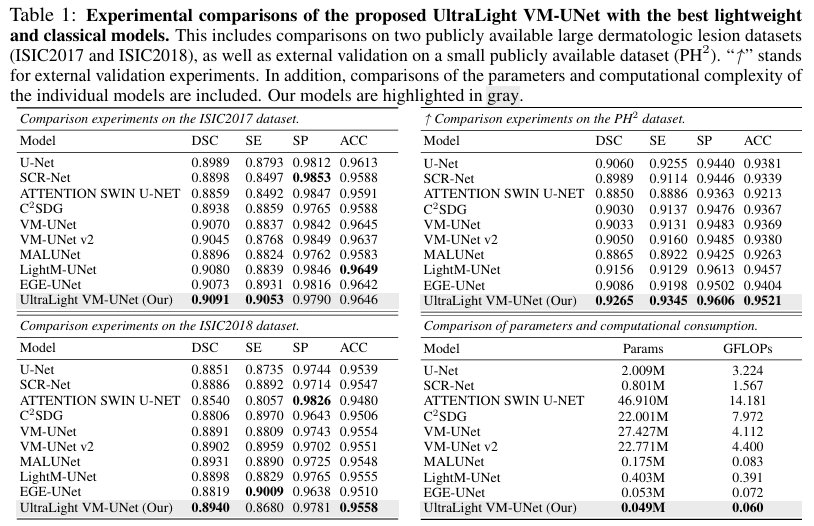 Table 1: Experimental comparisons of the proposed UltraLight VM-UNet with the best lightweight
and classical models. This includes comparisons on two publicly available large dermatologic lesion datasets
(ISIC2017 and ISIC2018), as well as external validation on a small publicly available dataset (PH²). “↑” stands
for external validation experiments. In addition, comparisons of the parameters and computational complexity of
the individual models are included. Our models are highlighted in gray.
Comparison experiments on the ISIC2017 dataset.
Model DSC SE SP ACC
U-Net 0.8989 0.8793 0.9812 0.9613
SCR-Net 0.8898 0.8497 0.9853 0.9588
ATTENTION SWIN U-NET 0.8859 0.8492 0.9847 0.9591
C²SDG 0.8938 0.8859 0.9765 0.9588
VM-UNet 0.9070 0.8837 0.9842 0.9645
VM-UNet v2 0.9045 0.8768 0.9849 0.9637
MALUNet 0.8896 0.8824 0.9762 0.9583
LightM-UNet 0.9080 0.8839 0.9846 0.9649
EGE-UNet 0.9073 0.8931 0.9816 0.9642
UltraLight VM-UNet (Our) 0.9091 0.9053 0.9790 0.9646
↑ Comparison experiments on the PH² dataset.
Model DSC SE SP ACC
U-Net 0.9060 0.9255 0.9440 0.9381
SCR-Net 0.8989 0.9114 0.9446 0.9339
ATTENTION SWIN U-NET 0.8850 0.8886 0.9363 0.9213
C²SDG 0.9030 0.9137 0.9476 0.9367
VM-UNet 0.9033 0.9131 0.9483 0.9369
VM-UNet v2 0.9050 0.9160 0.9485 0.9380
MALUNet 0.8865 0.8922 0.9425 0.9263
LightM-UNet 0.9156 0.9129 0.9613 0.9457
EGE-UNet 0.9086 0.9198 0.9502 0.9404
UltraLight VM-UNet (Our) 0.9265 0.9345 0.9606 0.9521
Comparison experiments on the ISIC2018 dataset.
Model DSC SE SP ACC
U-Net 0.8851 0.8735 0.9744 0.9539
SCR-Net 0.8886 0.8892 0.9714 0.9547
ATTENTION SWIN U-NET 0.8540 0.8057 0.9826 0.9480
C²SDG 0.8806 0.8970 0.9643 0.9506
VM-UNet 0.8891 0.8809 0.9743 0.9554
VM-UNet v2 0.8902 0.8959 0.9702 0.9551
MALUNet 0.8931 0.8890 0.9725 0.9548
LightM-UNet 0.8898 0.8829 0.9765 0.9555
EGE-UNet 0.8819 0.9009 0.9638 0.9510
UltraLight VM-UNet (Our) 0.8940 0.8680 0.9781 0.9558
Comparison of parameters and computational consumption.
Model Params GFLOPs
U-Net 2.009M 3.224
SCR-Net 0.801M 1.567
ATTENTION SWIN U-NET 46.910M 14.181
C²SDG 22.001M 7.972
VM-UNet 27.427M 4.112
VM-UNet v2 22.771M 4.400
MALUNet 0.175M 0.083
LightM-UNet 0.403M 0.391
EGE-UNet 0.053M 0.072
UltraLight VM-UNet (Our) 0.049M 0.060